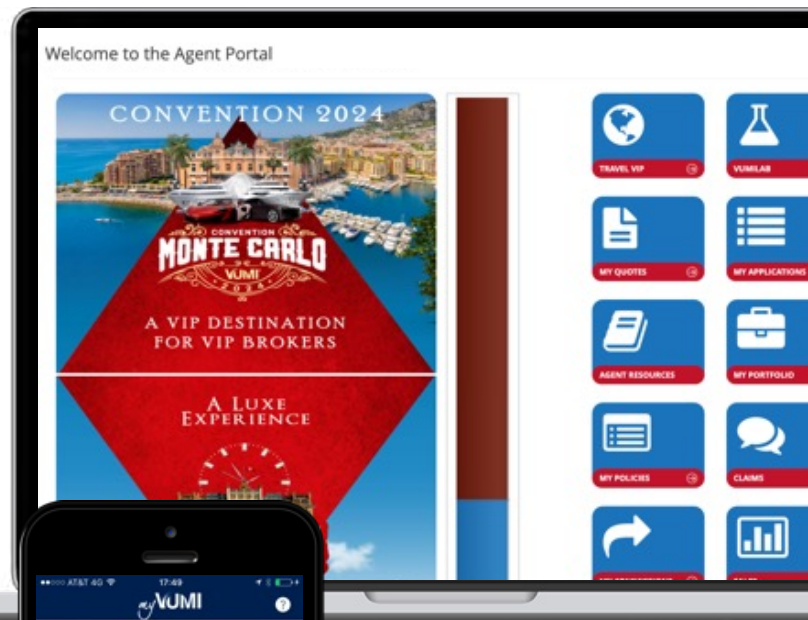 Welcome to the Agent Portal
CONVENTION 2024
CONVENTION
MONTE CARLO
VUMI
2024
A VIP DESTINATION
FOR VIP BROKERS
A LUXE
EXPERIENCE
TRAVEL VIP
VUMILAB
MY QUOTES
MY APPLICATIONS
AGENT RESOURCES
MY PORTFOLIO
MY POLICIES
CLAIMS
AT&T 4G
17:49
myVUMI
?